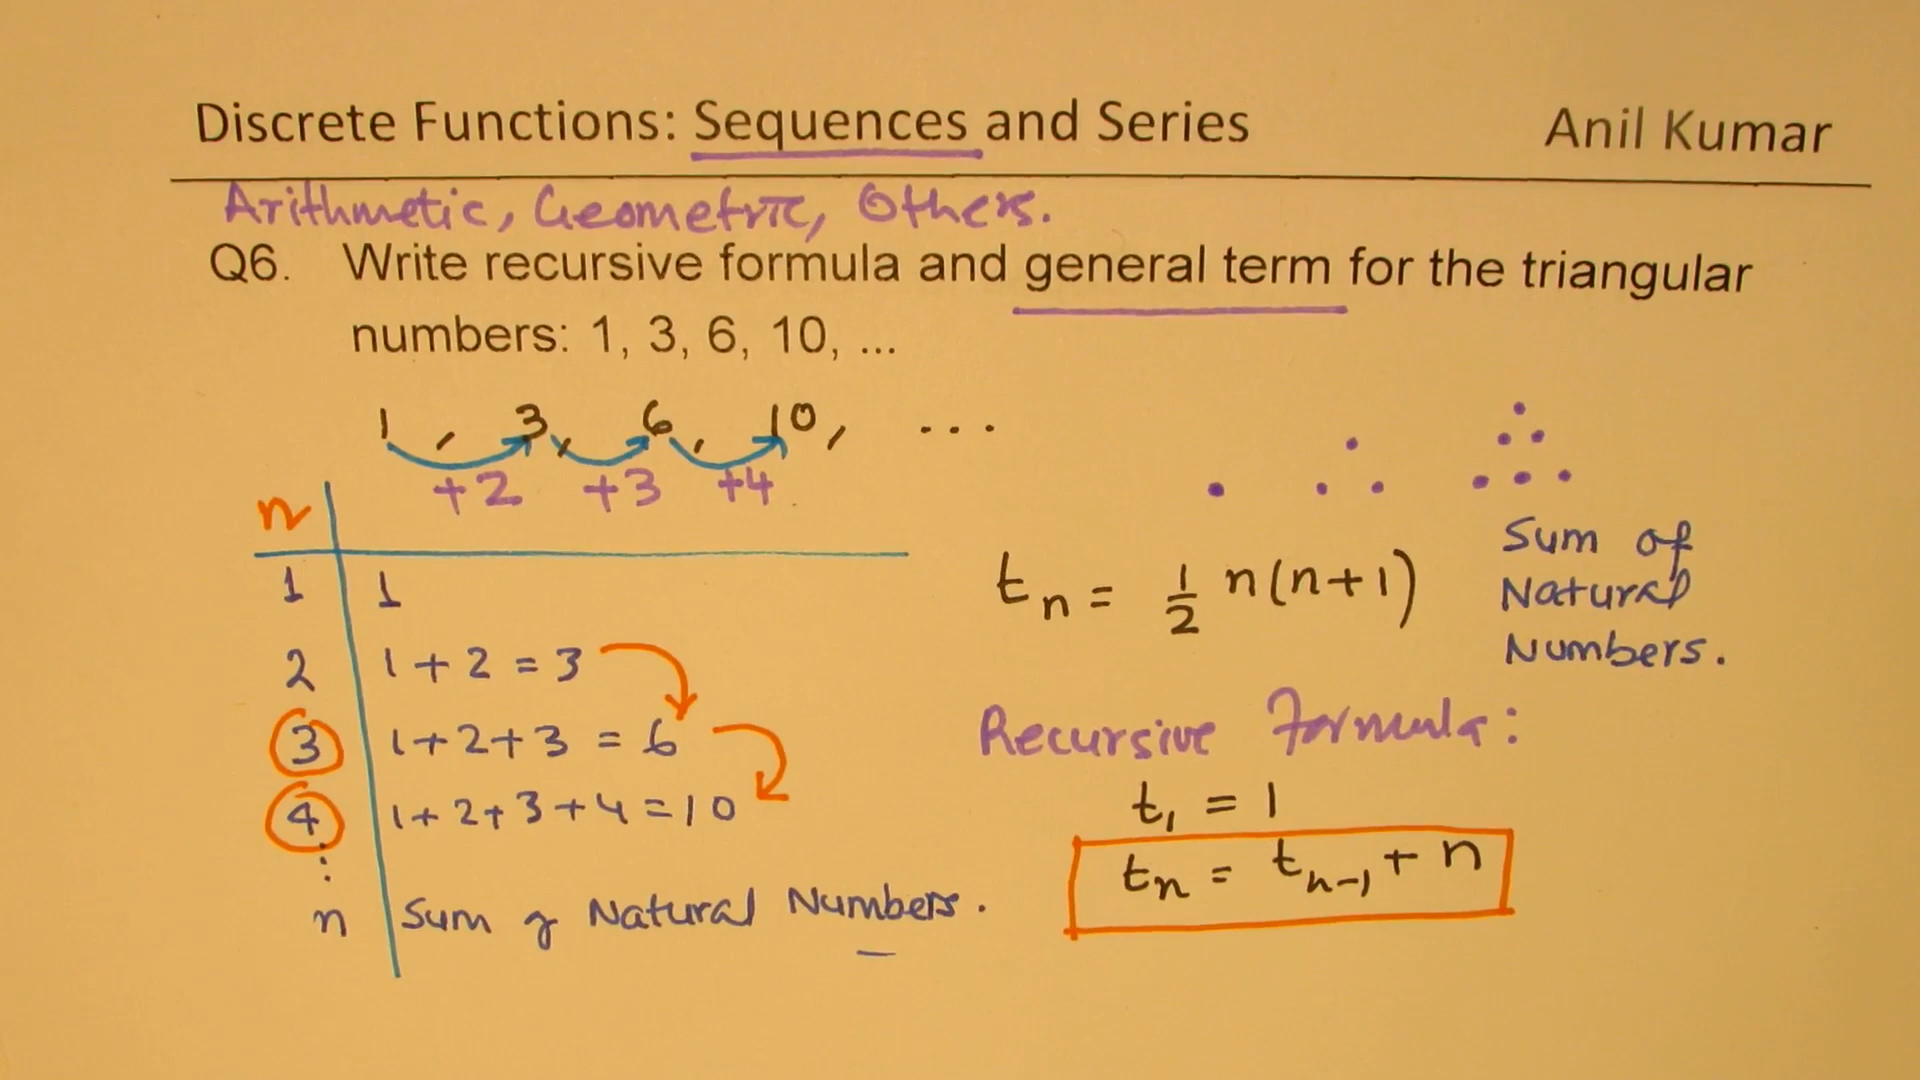 Discrete Functions: Sequences and Series Anil Kumar
Arithmetic, Geometric, Others.
Q6. Write recursive formula and general term for the triangular
numbers: 1, 3, 6, 10, ...
1, 3, 6, 10, ...
+2 +3 +4
n
1 1
2 1+2=3
3 1+2+3=6
4 1+2+3+4=10
⋮
n Sum of Natural Numbers.
tₙ = 1/2 n(n+1)
Sum of
Natural
Numbers.
Recursive Formula:
t₁ = 1
tₙ = tₙ₋₁ + n